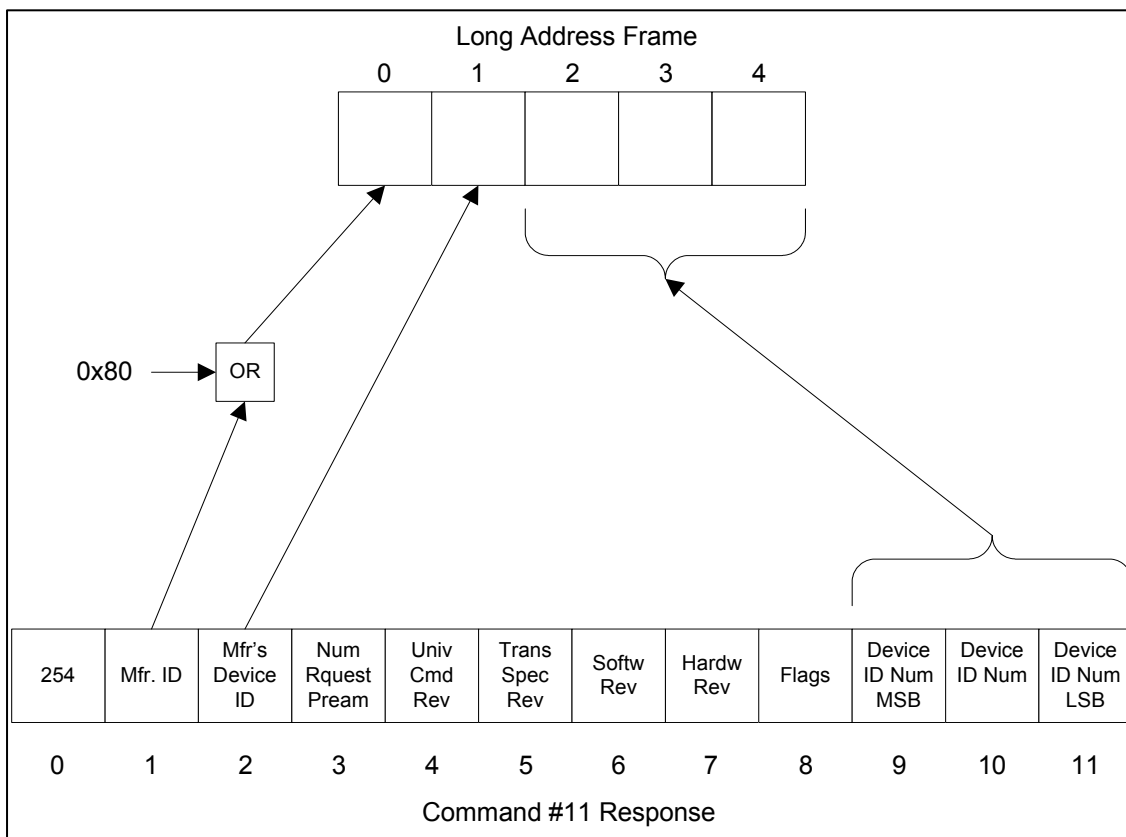 Long Address Frame
0 1 2 3 4
0x80
OR
254
Mfr. ID
Mfr's
Device
ID
Num
Rquest
Pream
Univ
Cmd
Rev
Trans
Spec
Rev
Softw
Rev
Hardw
Rev
Flags
Device
ID Num
MSB
Device
ID Num
Device
ID Num
LSB
0 1 2 3 4 5 6 7 8 9 10 11
Command #11 Response